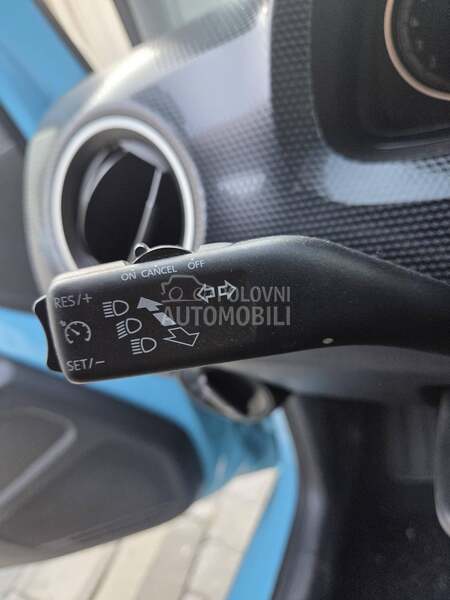 ON CANCEL OFF
RES/+
SET/-
POLOVNI
AUTOMOBILI